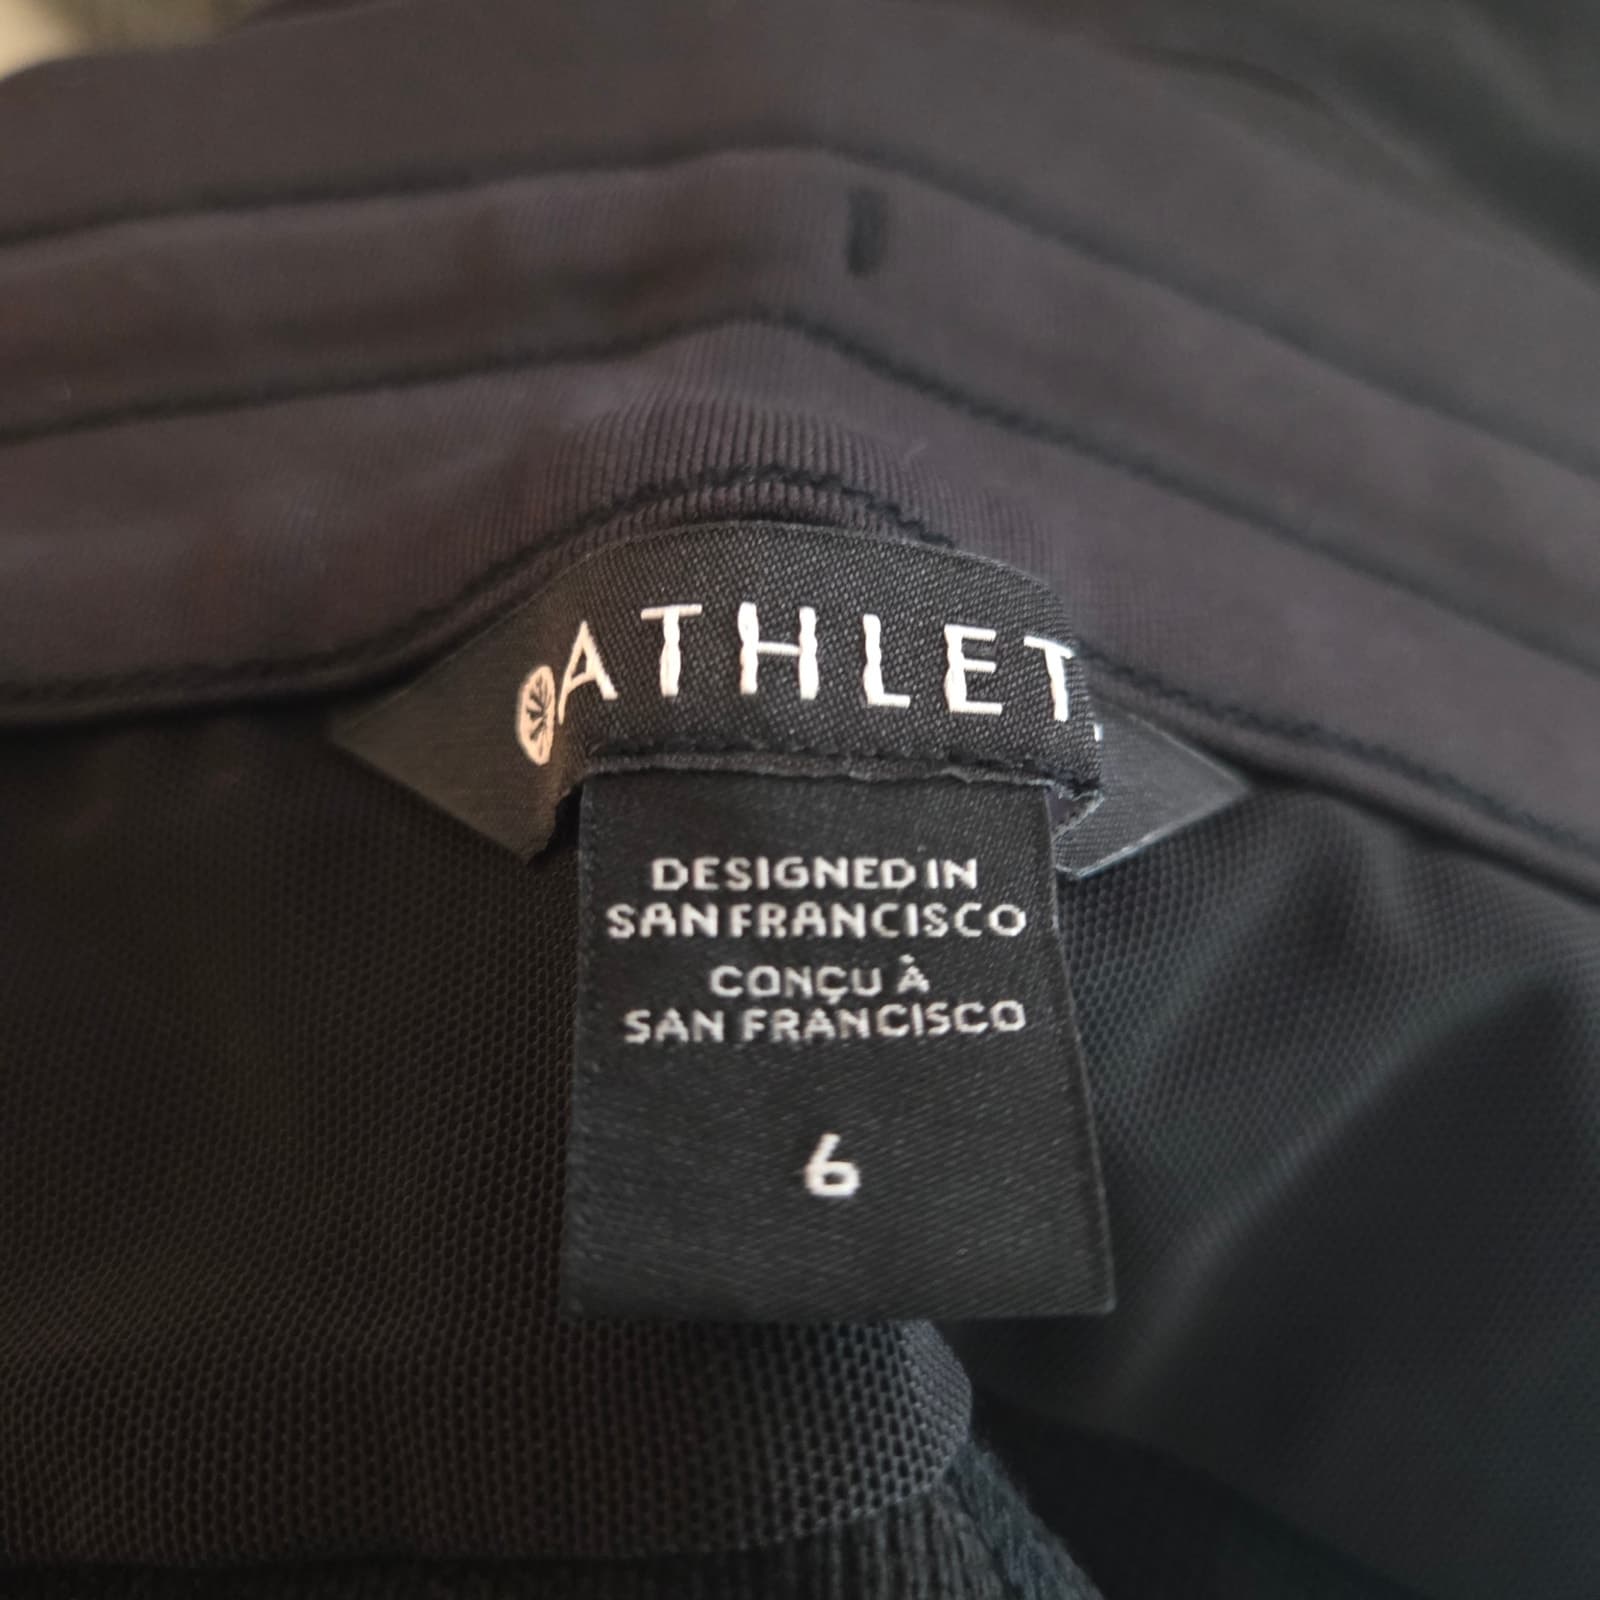 ATHLET
DESIGNED IN
SAN FRANCISCO
CONÇU À
SAN FRANCISCO
6